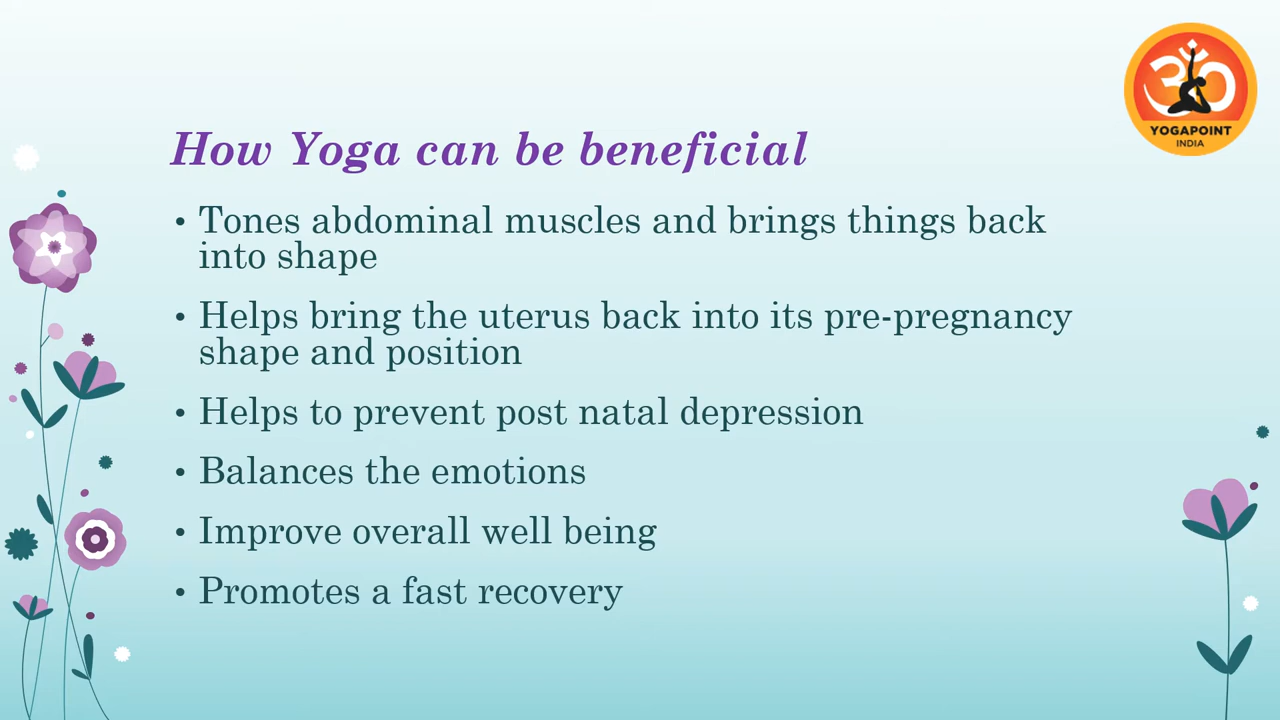 YOGAPOINT
INDIA
How Yoga can be beneficial
• Tones abdominal muscles and brings things back
into shape
• Helps bring the uterus back into its pre-pregnancy
shape and position
• Helps to prevent post natal depression
• Balances the emotions
• Improve overall well being
• Promotes a fast recovery